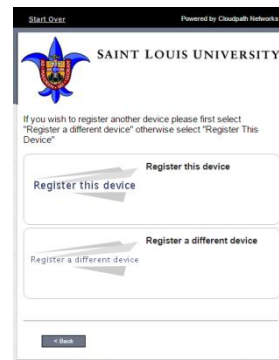 Start Over
Powered by Cloudpath Networks
SAINT LOUIS UNIVERSITY
If you wish to register another device please first select
"Register a different device" otherwise select "Register This
Device"
Register this device
Register this device
Register a different device
Register a different device
< Back